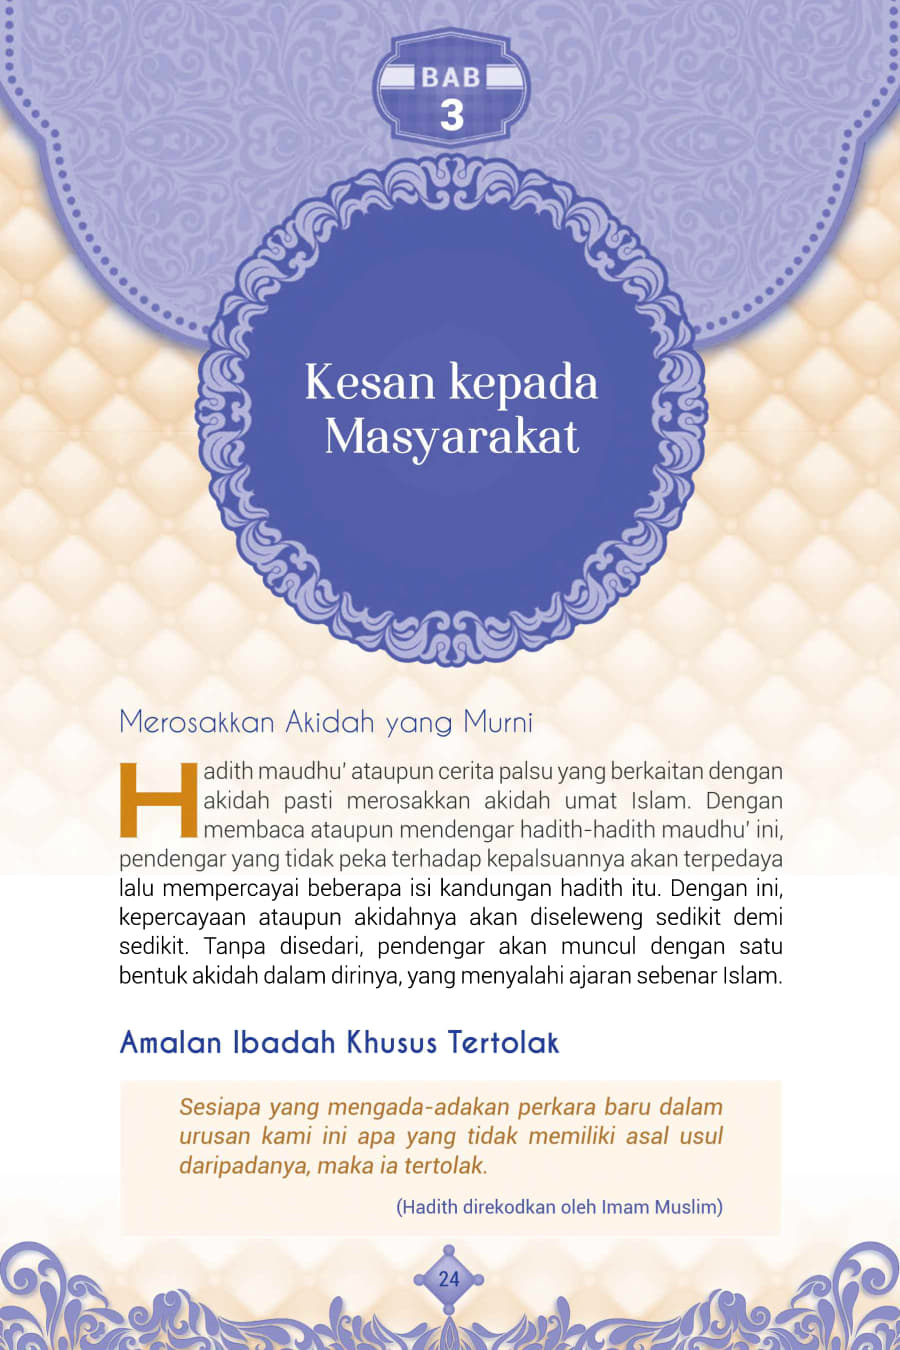 BAB
3
Kesan kepada
Masyarakat
Merosakkan Akidah yang Murni
Hadith maudhu’ ataupun cerita palsu yang berkaitan dengan
akidah pasti merosakkan akidah umat Islam. Dengan
membaca ataupun mendengar hadith-hadith maudhu’ ini,
pendengar yang tidak peka terhadap kepalsuannya akan terpedaya
lalu mempercayai beberapa isi kandungan hadith itu. Dengan ini,
kepercayaan ataupun akidahnya akan diseleweng sedikit demi
sedikit. Tanpa disedari, pendengar akan muncul dengan satu
bentuk akidah dalam dirinya, yang menyalahi ajaran sebenar Islam.
Amalan Ibadah Khusus Tertolak
Sesiapa yang mengada-adakan perkara baru dalam
urusan kami ini apa yang tidak memiliki asal usul
daripadanya, maka ia tertolak.
(Hadith direkodkan oleh Imam Muslim)
24